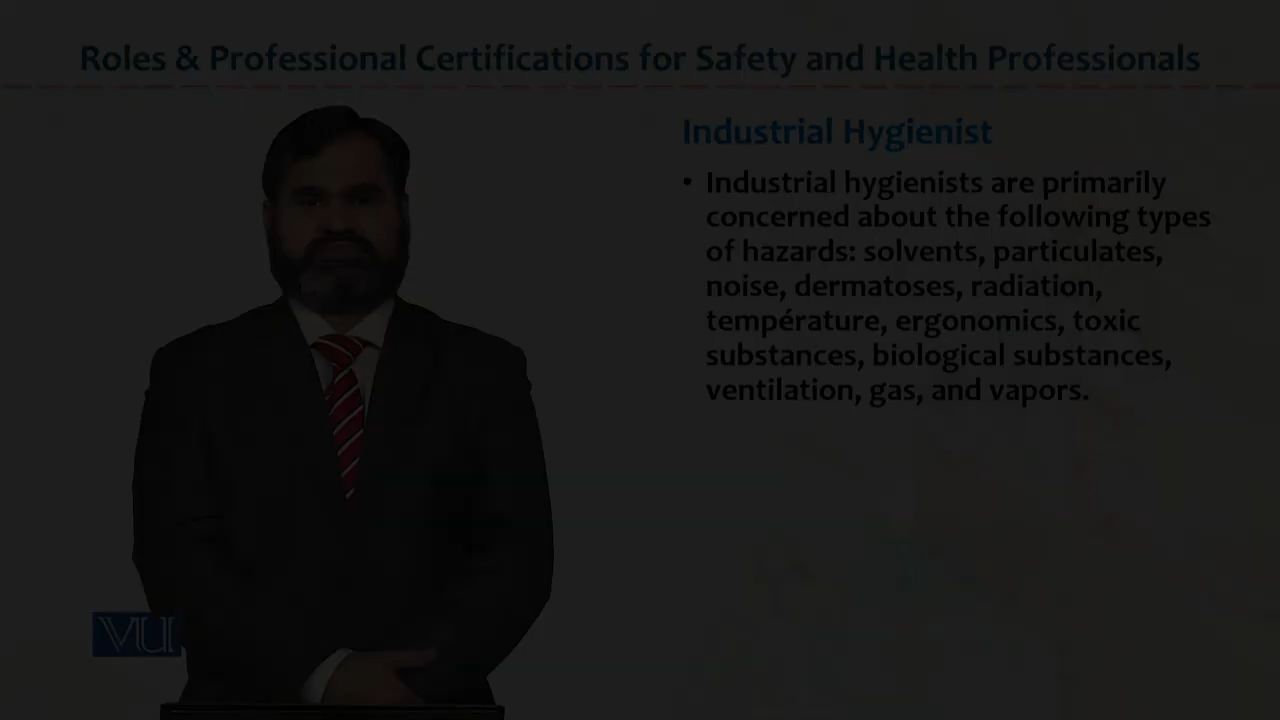 Roles & Professional Certifications for Safety and Health Professionals
Industrial Hygienist
• Industrial hygienists are primarily
concerned about the following types
of hazards: solvents, particulates,
noise, dermatoses, radiation,
température, ergonomics, toxic
substances, biological substances,
ventilation, gas, and vapors.
VU